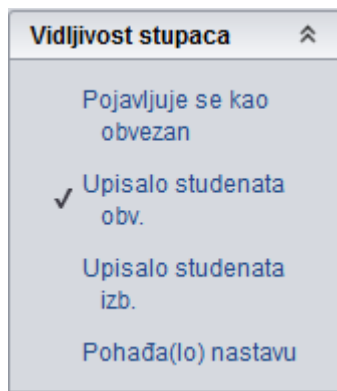 Vidljivost stupaca
Pojavljuje se kao
obvezan
Upisalo studenata
obv.
Upisalo studenata
izb.
Pohađa(lo) nastavu